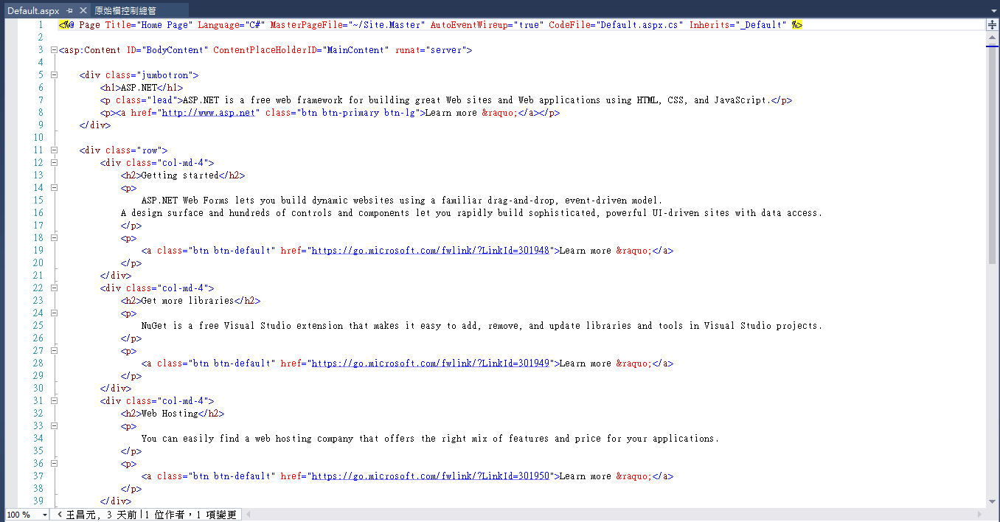 Default.aspx 原始檔控制總管
1 <%@ Page Title="Home Page" Language="C#" MasterPageFile="~/Site.Master" AutoEventWireup="true" CodeFile="Default.aspx.cs" Inherits="_Default" %>
2
3 <asp:Content ID="BodyContent" ContentPlaceHolderID="MainContent" runat="server">
4
5     <div class="jumbotron">
6         <h1>ASP.NET</h1>
7         <p class="lead">ASP.NET is a free web framework for building great Web sites and Web applications using HTML, CSS, and JavaScript.</p>
8         <p><a href="http://www.asp.net" class="btn btn-primary btn-lg">Learn more &raquo;</a></p>
9     </div>
10
11     <div class="row">
12         <div class="col-md-4">
13             <h2>Getting started</h2>
14             <p>
15                 ASP.NET Web Forms lets you build dynamic websites using a familiar drag-and-drop, event-driven model.
16             A design surface and hundreds of controls and components let you rapidly build sophisticated, powerful UI-driven sites with data access.
17             </p>
18             <p>
19                 <a class="btn btn-default" href="https://go.microsoft.com/fwlink/?LinkId=301948">Learn more &raquo;</a>
20             </p>
21         </div>
22         <div class="col-md-4">
23             <h2>Get more libraries</h2>
24             <p>
25                 NuGet is a free Visual Studio extension that makes it easy to add, remove, and update libraries and tools in Visual Studio projects.
26             </p>
27             <p>
28                 <a class="btn btn-default" href="https://go.microsoft.com/fwlink/?LinkId=301949">Learn more &raquo;</a>
29             </p>
30         </div>
31         <div class="col-md-4">
32             <h2>Web Hosting</h2>
33             <p>
34                 You can easily find a web hosting company that offers the right mix of features and price for your applications.
35             </p>
36             <p>
37                 <a class="btn btn-default" href="https://go.microsoft.com/fwlink/?LinkId=301950">Learn more &raquo;</a>
38             </p>
39         </div>
100 % 王昌元, 3 天前|1 位作者，1 項變更